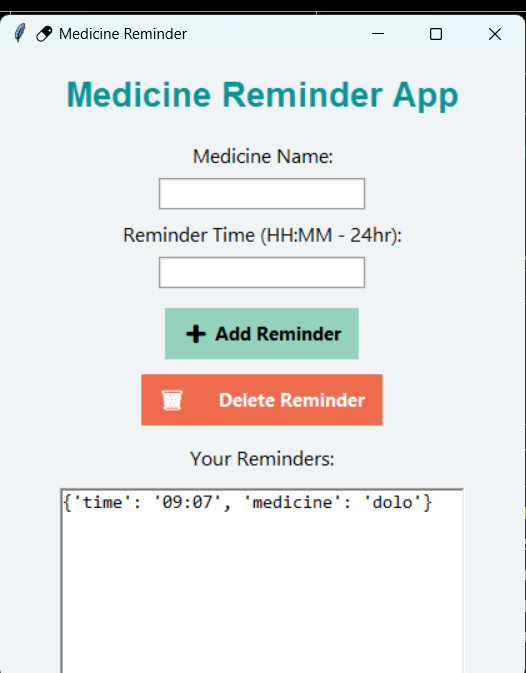 Medicine Reminder
Medicine Reminder App
Medicine Name:
Reminder Time (HH:MM - 24hr):
Add Reminder
Delete Reminder
Your Reminders:
{'time': '09:07', 'medicine': 'dolo'}